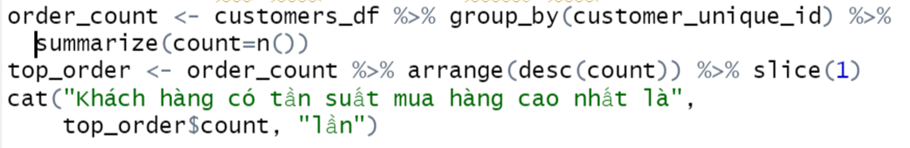 order_count <- customers_df %>% group_by(customer_unique_id) %>%
  summarize(count=n())
top_order <- order_count %>% arrange(desc(count)) %>% slice(1)
cat("Khách hàng có tần suất mua hàng cao nhất là",
    top_order$count, "lần")